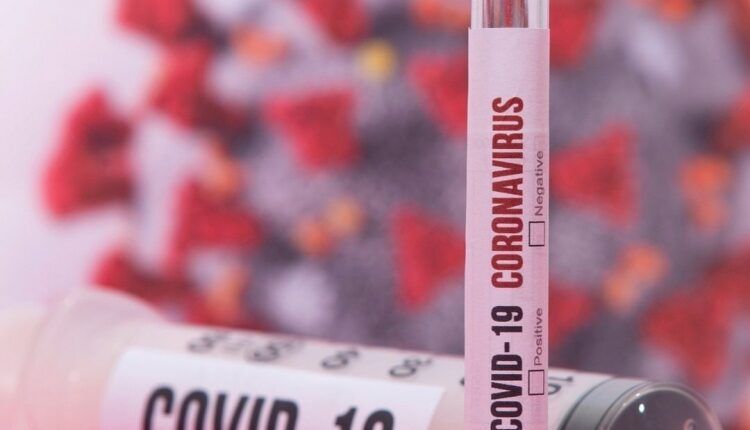 COVID-19 CORONAVIRUS
Positive
Negative
COVID-19